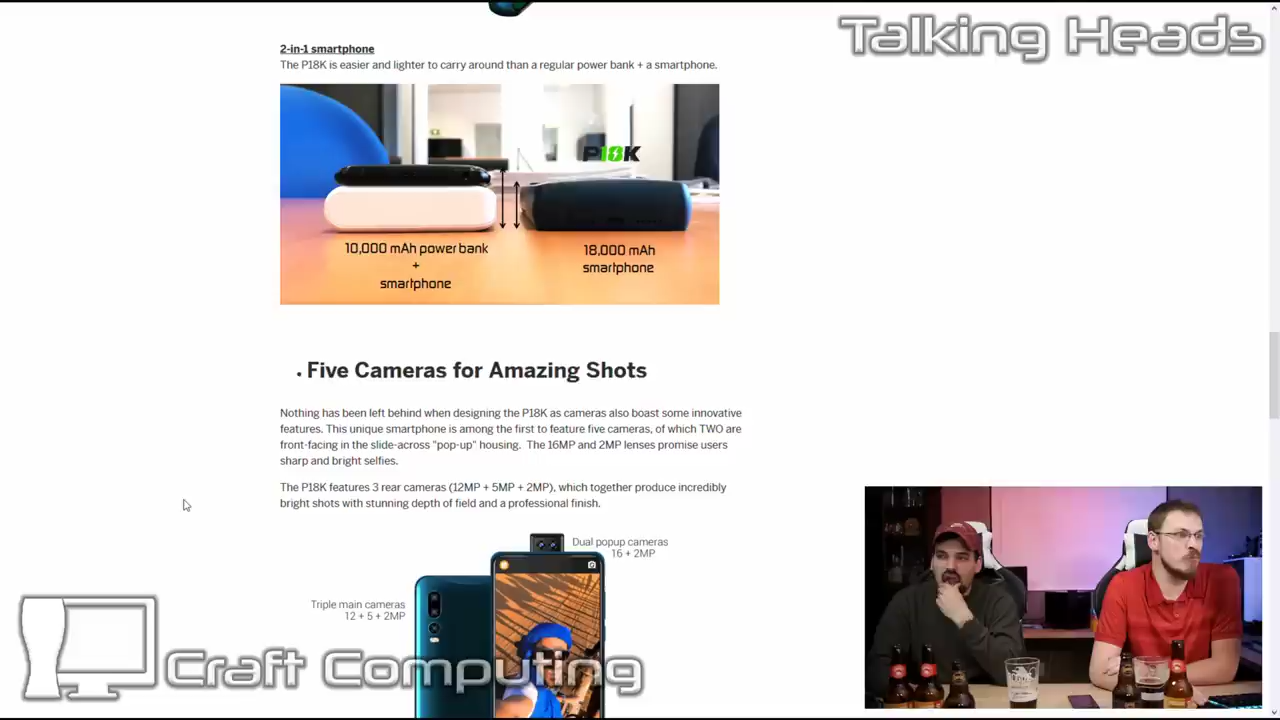 Talking Heads
2-in-1 smartphone
The P18K is easier and lighter to carry around than a regular power bank + a smartphone.
P18K
10,000 mAh power bank
+
smartphone
18,000 mAh
smartphone
• Five Cameras for Amazing Shots
Nothing has been left behind when designing the P18K as cameras also boast some innovative
features. This unique smartphone is among the first to feature five cameras, of which TWO are
front-facing in the slide-across "pop-up" housing. The 16MP and 2MP lenses promise users
sharp and bright selfies.
The P18K features 3 rear cameras (12MP + 5MP + 2MP), which together produce incredibly
bright shots with stunning depth of field and a professional finish.
Dual popup cameras
16 + 2MP
Triple main cameras
12 + 5 + 2MP
Craft Computing